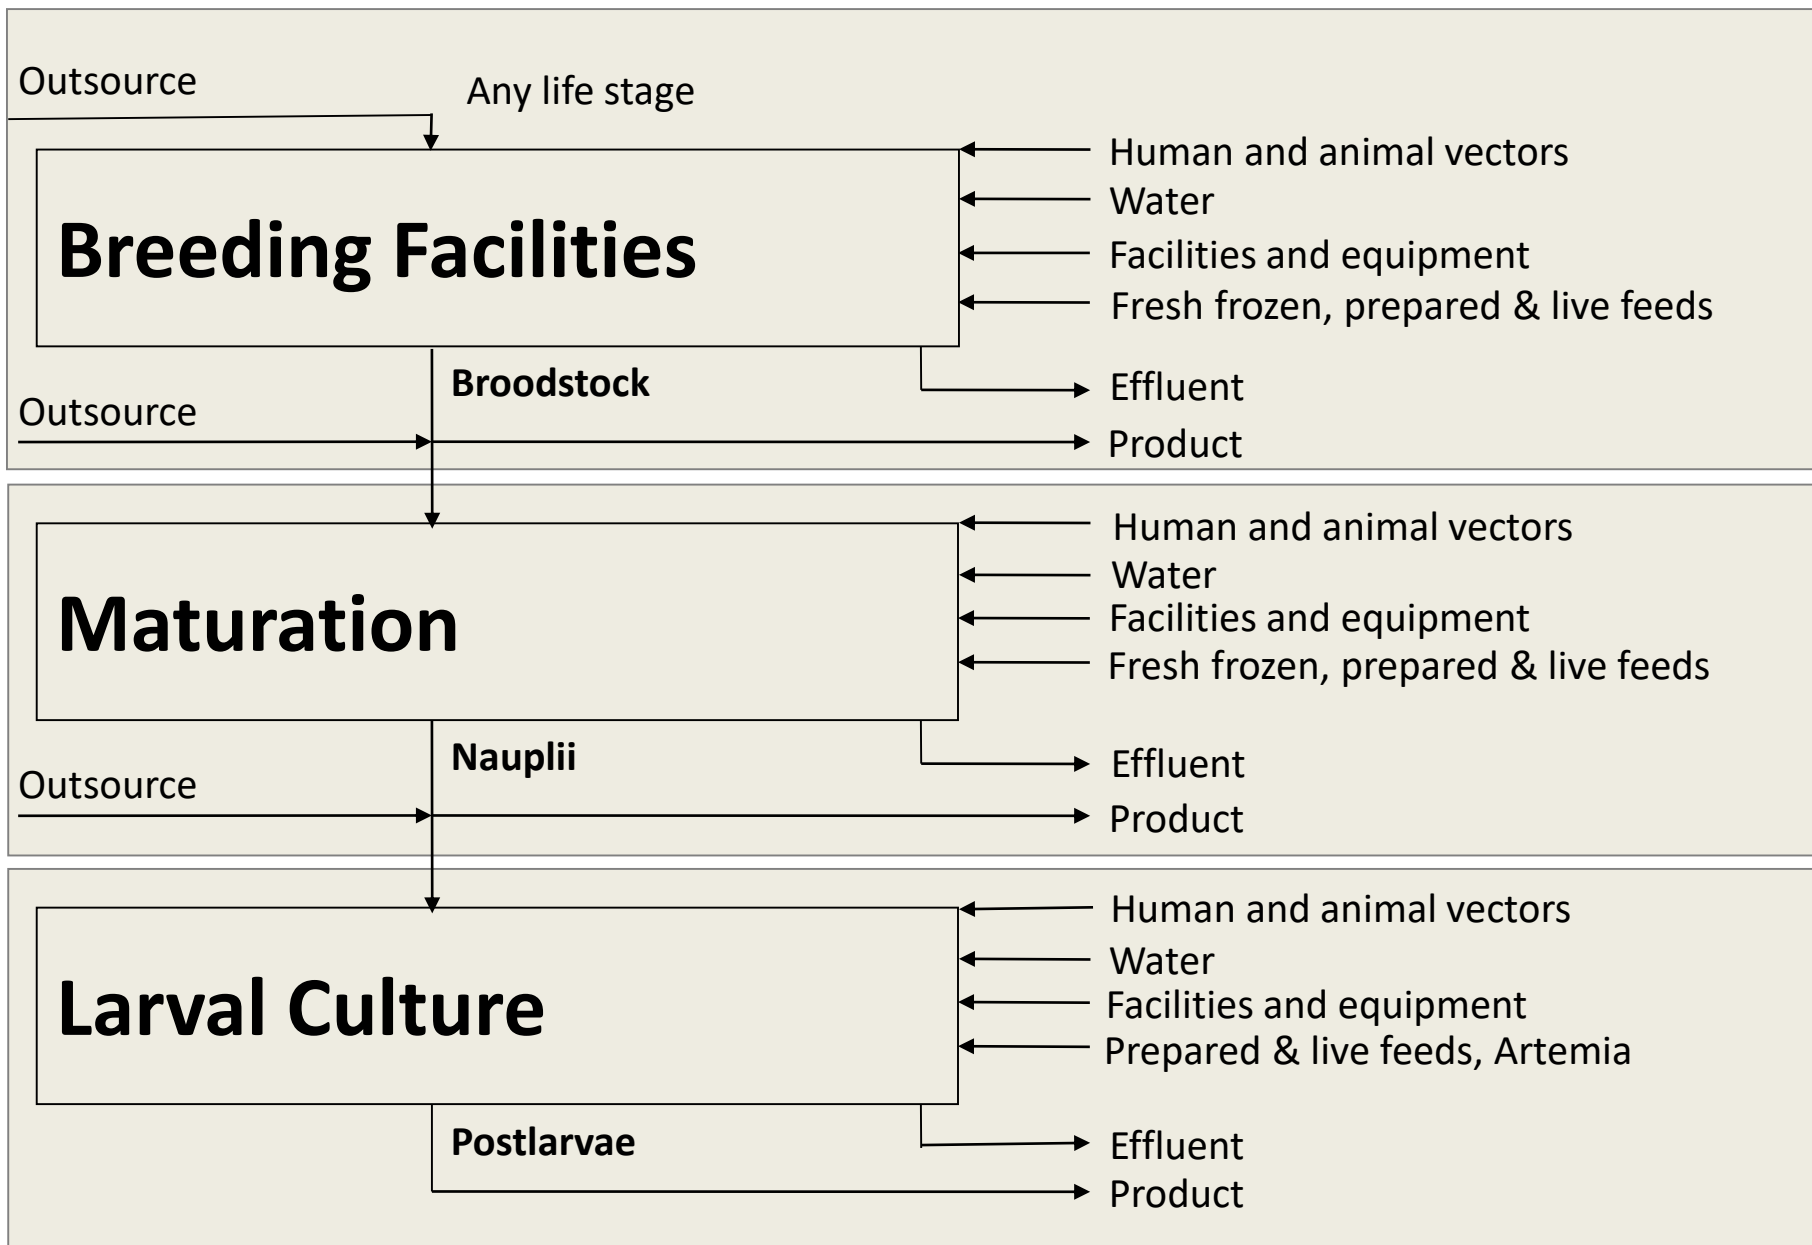 Outsource
Any life stage
Breeding Facilities
Human and animal vectors
Water
Facilities and equipment
Fresh frozen, prepared & live feeds
Broodstock
Effluent
Outsource
Product
Maturation
Human and animal vectors
Water
Facilities and equipment
Fresh frozen, prepared & live feeds
Nauplii
Effluent
Outsource
Product
Larval Culture
Human and animal vectors
Water
Facilities and equipment
Prepared & live feeds, Artemia
Postlarvae
Effluent
Product